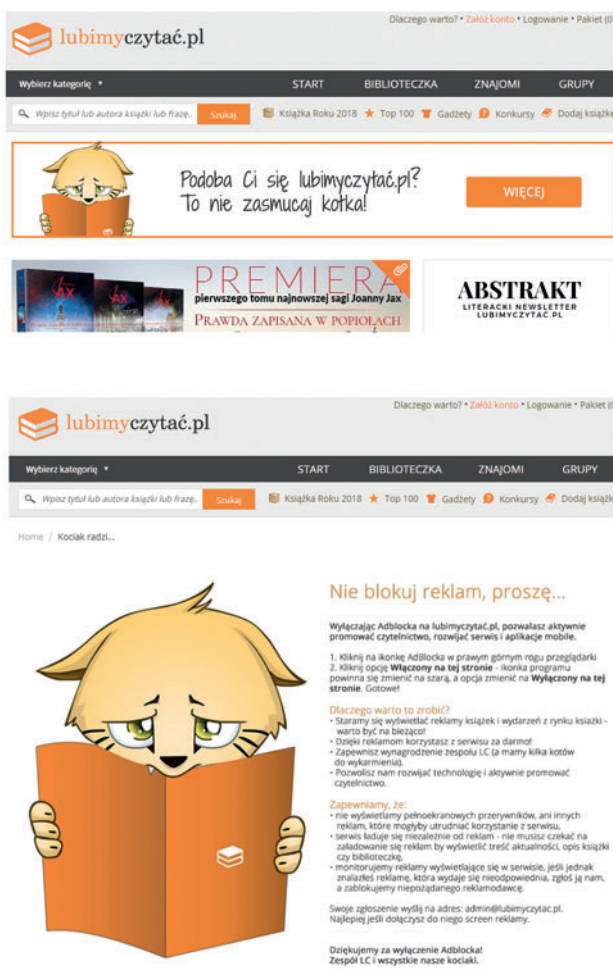 Dlaczego warto? • Załóż konto • Logowanie • Pakiet (0
lubimyczytać.pl
Wybierz kategorię START BIBLIOTECZKA ZNAJOMI GRUPY
Wpisz tytuł lub autora książki lub frazę.. Szukaj Książka Roku 2018 Top 100 Gadżety Konkursy Dodaj książkę
Podoba Ci się lubimyczytać.pl?
To nie zasmucaj kotka!
WIĘCEJ
JAX JAX JAX
PREMIERA
pierwszego tomu najnowszej sagi Joanny Jax
PRAWDA ZAPISANA W POPIOŁACH
ABSTRAKT
LITERACKI NEWSLETTER
LUBIMYCZYTAĆ.PL
Dlaczego warto? • Załóż konto • Logowanie • Pakiet (0
lubimyczytać.pl
Wybierz kategorię START BIBLIOTECZKA ZNAJOMI GRUPY
Wpisz tytuł lub autora książki lub frazę.. Szukaj Książka Roku 2018 Top 100 Gadżety Konkursy Dodaj książk
Home / Kociak radzi...
Nie blokuj reklam, proszę...
Wyłączając Adblocka na lubimyczytać.pl, pozwalasz aktywnie
promować czytelnictwo, rozwijać serwis i aplikacje mobile.
1. Kliknij na ikonkę AdBlocka w prawym górnym rogu przeglądarki
2. Kliknij opcję Włączony na tej stronie - ikonka programu
powinna się zmienić na szarą, a opcja zmienić na Wyłączony na tej
stronie. Gotowe!
Dlaczego warto to zrobić?
• Staramy się wyświetlać reklamy książek i wydarzeń z rynku ksiażki -
warto być na bieżąco!
• Dzięki reklamom korzystasz z serwisu za darmo!
• Zapewnisz wynagrodzenie zespołu LC (a mamy kilka kotów
do wykarmienia).
• Pozwolisz nam rozwijać technologię i aktywnie promować
czytelnictwo.
Zapewniamy, że:
• nie wyświetlamy pełnoekranowych przerywników, ani innych
reklam, które mogłyby utrudniać korzystanie z serwisu,
• serwis ładuje się niezależnie od reklam - nie musisz czekać na
załadowanie się reklam by wyświetlić treść aktualności, opis książki
czy biblioteczkę,
• monitorujemy reklamy wyświetlające się w serwisie, jeśli jednak
znalazłeś reklamę, która wydaje się nieodpowiednia, zgłoś ją nam,
a zablokujemy niepożądanego reklamodawcę.
Swoje zgłoszenie wyślij na adres: admin@lubimyczytac.pl.
Najlepiej jeśli dołączysz do niego screen reklamy.
Dziękujemy za wyłączenie Adblocka!
Zespół LC i wszystkie nasze kociaki.